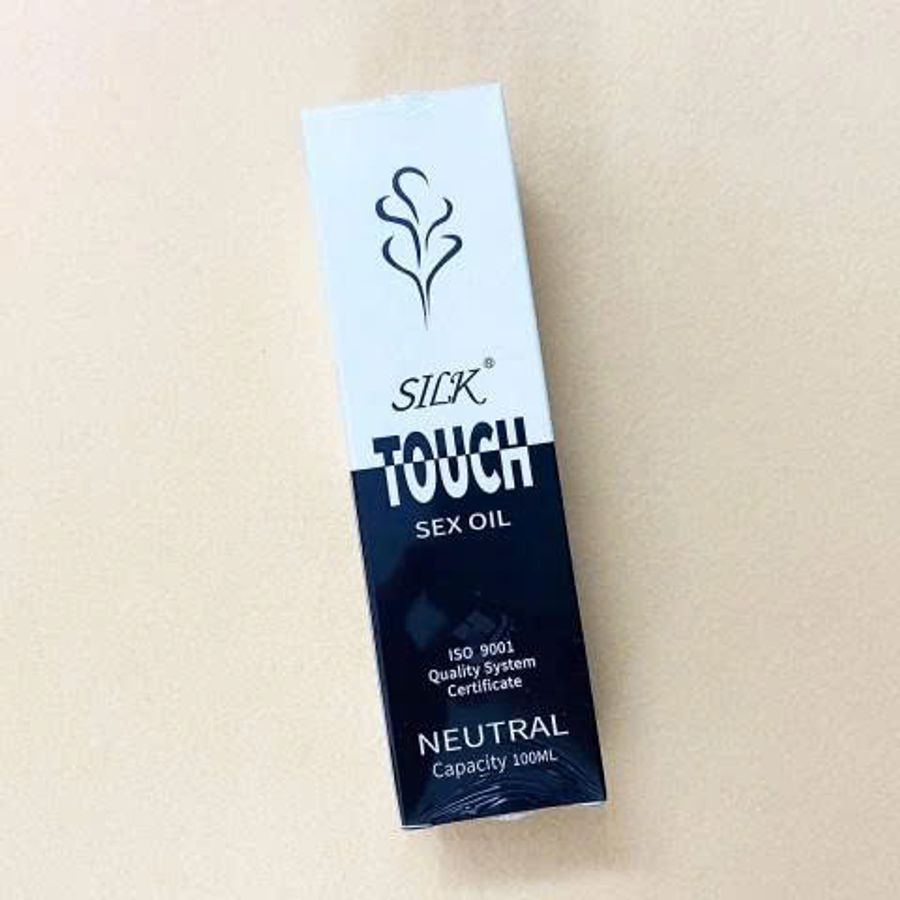 SILK®
TOUCH
SEX OIL
ISO 9001
Quality System
Certificate
NEUTRAL
Capacity 100ML